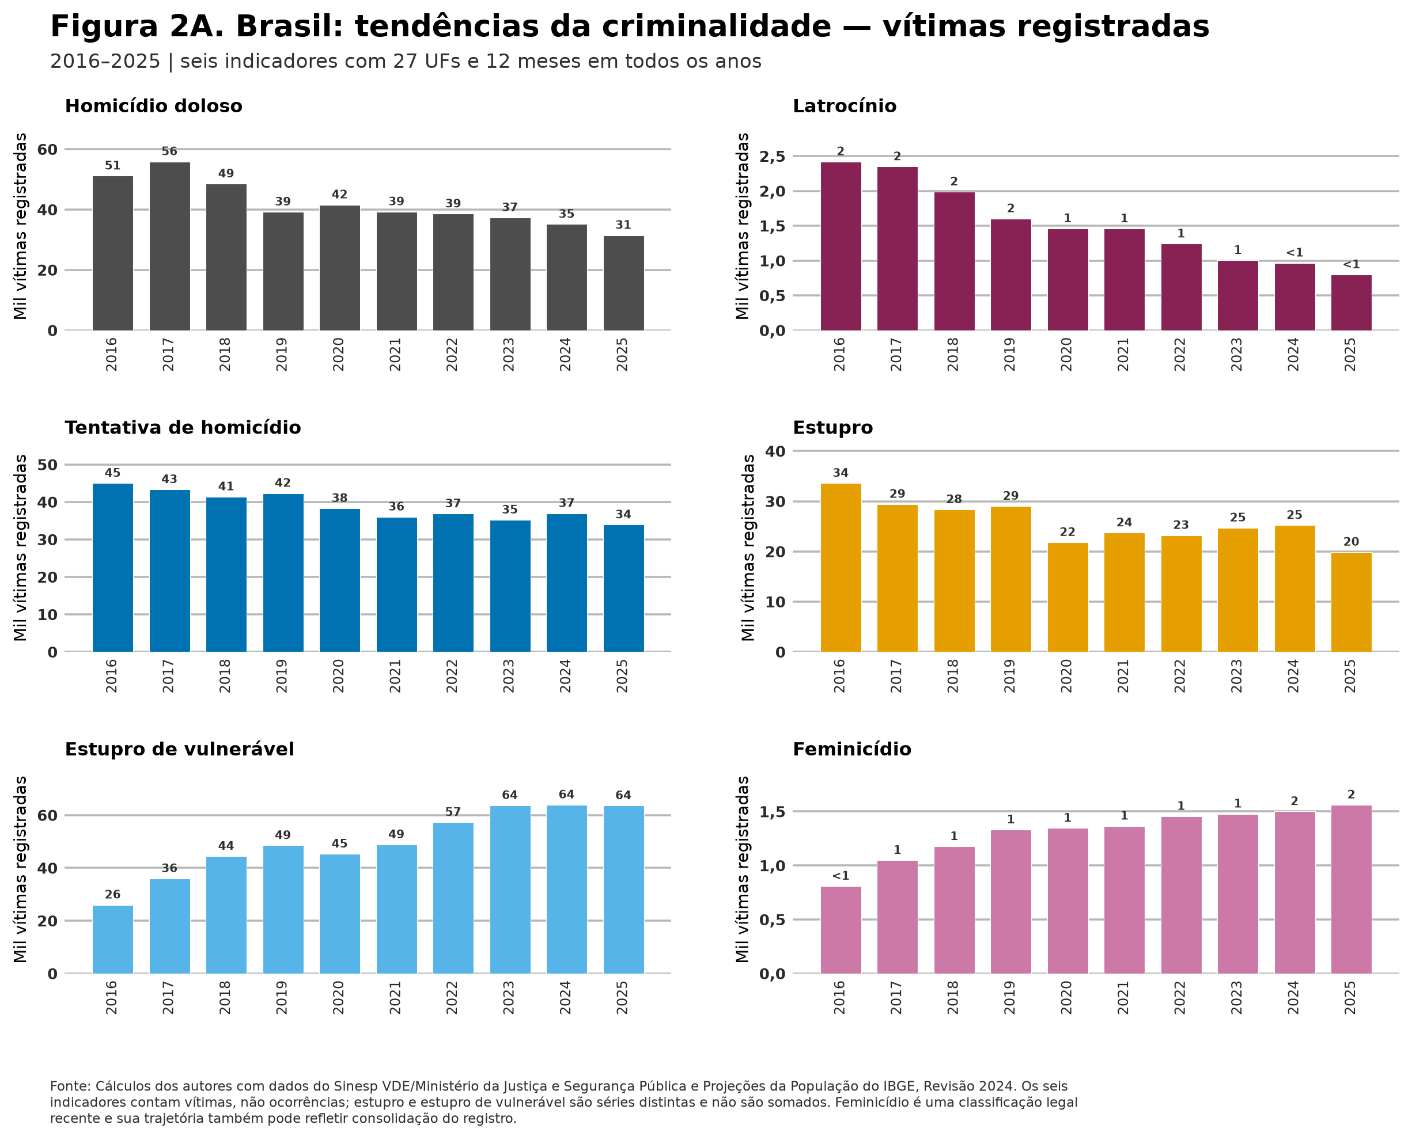 Figura 2A. Brasil: tendências da criminalidade — vítimas registradas
2016–2025 | seis indicadores com 27 UFs e 12 meses em todos os anos
Homicídio doloso
Mil vítimas registradas
60
40
20
0
51 56 49 39 42 39 39 37 35 31
2016 2017 2018 2019 2020 2021 2022 2023 2024 2025
Latrocínio
Mil vítimas registradas
2,5
2,0
1,5
1,0
0,5
0,0
2 2 2 2 1 1 1 1 <1 <1
2016 2017 2018 2019 2020 2021 2022 2023 2024 2025
Tentativa de homicídio
Mil vítimas registradas
50
40
30
20
10
0
45 43 41 42 38 36 37 35 37 34
2016 2017 2018 2019 2020 2021 2022 2023 2024 2025
Estupro
Mil vítimas registradas
40
30
20
10
0
34 29 28 29 22 24 23 25 25 20
2016 2017 2018 2019 2020 2021 2022 2023 2024 2025
Estupro de vulnerável
Mil vítimas registradas
60
40
20
0
26 36 44 49 45 49 57 64 64 64
2016 2017 2018 2019 2020 2021 2022 2023 2024 2025
Feminicídio
Mil vítimas registradas
1,5
1,0
0,5
0,0
<1 1 1 1 1 1 1 1 2 2
2016 2017 2018 2019 2020 2021 2022 2023 2024 2025
Fonte: Cálculos dos autores com dados do Sinesp VDE/Ministério da Justiça e Segurança Pública e Projeções da População do IBGE, Revisão 2024. Os seis
indicadores contam vítimas, não ocorrências; estupro e estupro de vulnerável são séries distintas e não são somados. Feminicídio é uma classificação legal
recente e sua trajetória também pode refletir consolidação do registro.